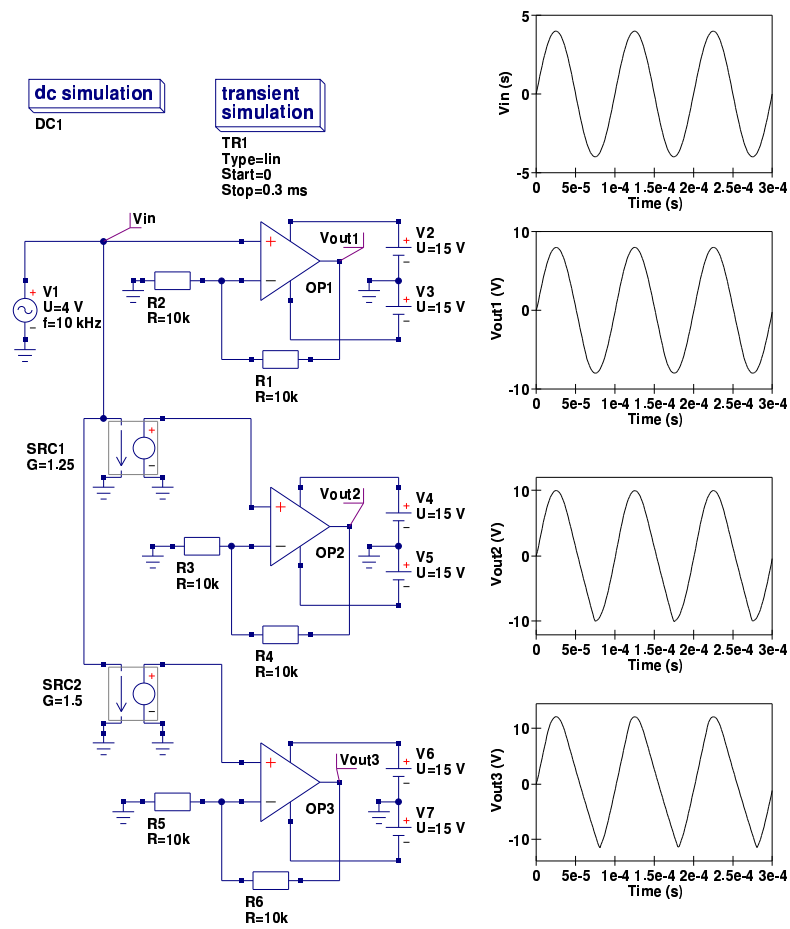 dc simulation
DC1
transient
simulation
TR1
Type=lin
Start=0
Stop=0.3 ms
Vin
V1
U=4 V
f=10 kHz
R2
R=10k
OP1
Vout1
V2
U=15 V
V3
U=15 V
R1
R=10k
SRC1
G=1.25
R3
R=10k
OP2
Vout2
V4
U=15 V
V5
U=15 V
R4
R=10k
SRC2
G=1.5
R5
R=10k
OP3
Vout3
V6
U=15 V
V7
U=15 V
R6
R=10k
Vin (s)
5
0
-5
0 5e-5 1e-4 1.5e-4 2e-4 2.5e-4 3e-4
Time (s)
Vout1 (V)
10
0
-10
0 5e-5 1e-4 1.5e-4 2e-4 2.5e-4 3e-4
Time (s)
Vout2 (V)
10
0
-10
0 5e-5 1e-4 1.5e-4 2e-4 2.5e-4 3e-4
Time (s)
Vout3 (V)
10
0
-10
0 5e-5 1e-4 1.5e-4 2e-4 2.5e-4 3e-4
Time (s)